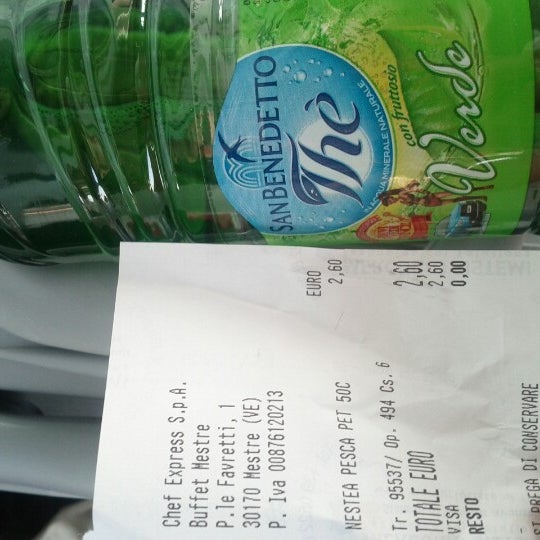 SAN BENEDETTO
Thè
ACQUA MINERALE NATURALE
con fruttosio
Verde
Chef Express S.p.A.
Buffet Mestre
P.le Favretti, 1
30170 Mestre (VE)
P. Iva 00876120213
EURO
NESTEA PESCA PET 50C 2,60
Tr. 95537/ Op. 494 Cs. 6
TOTALE EURO 2,60
VISA 2,60
RESTO 0,00
SI PREGA DI CONSERVARE